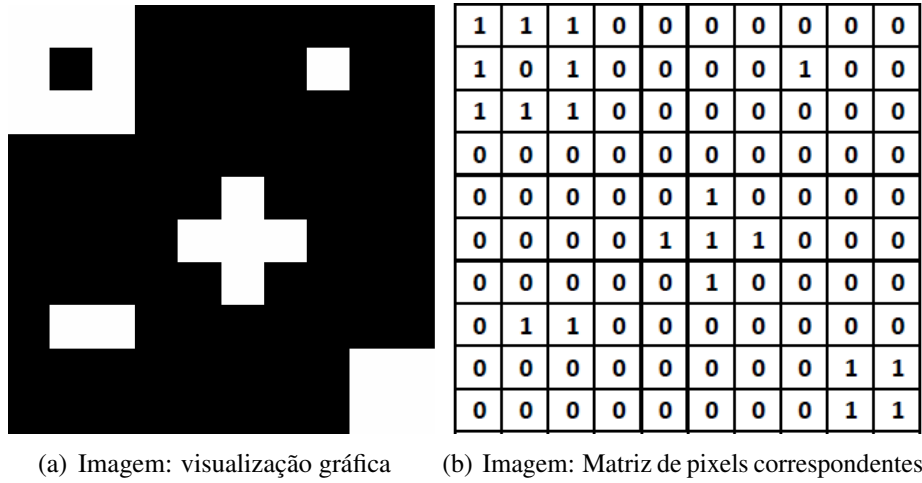 1 1 1 0 0 0 0 0 0 0
1 0 1 0 0 0 0 1 0 0
1 1 1 0 0 0 0 0 0 0
0 0 0 0 0 0 0 0 0 0
0 0 0 0 0 1 0 0 0 0
0 0 0 0 1 1 1 0 0 0
0 0 0 0 0 1 0 0 0 0
0 1 1 0 0 0 0 0 0 0
0 0 0 0 0 0 0 0 1 1
0 0 0 0 0 0 0 0 1 1
(a) Imagem: visualização gráfica
(b) Imagem: Matriz de pixels correspondentes